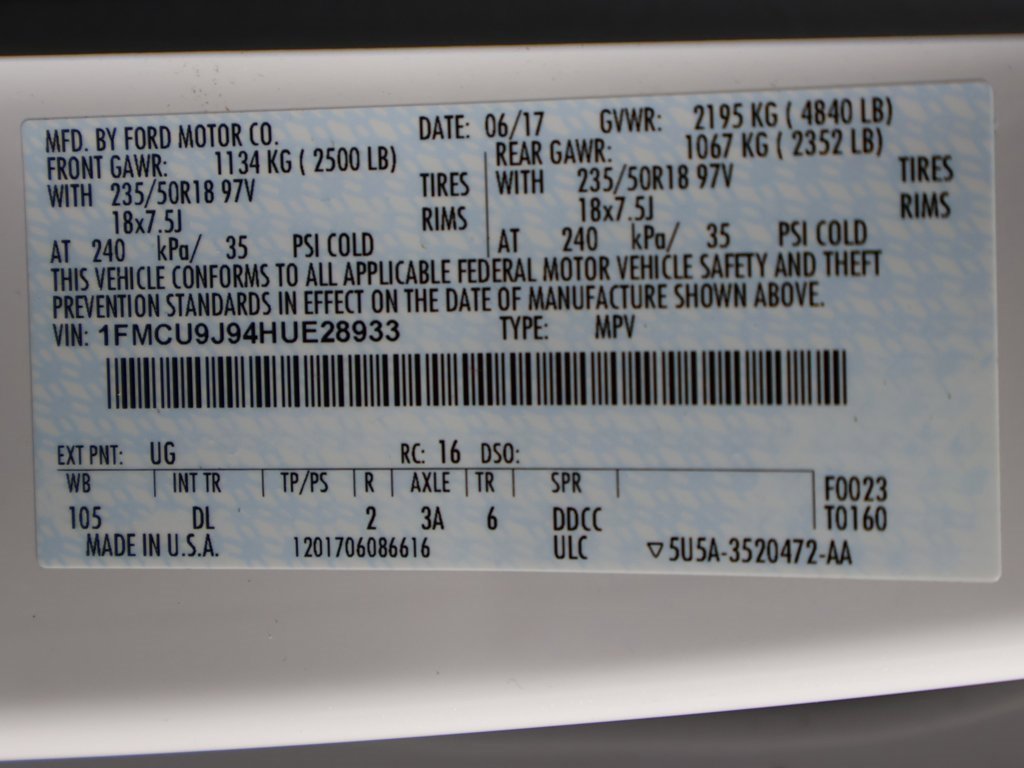 MFD. BY FORD MOTOR CO. DATE: 06/17 GVWR: 2195 KG ( 4840 LB)
FRONT GAWR: 1134 KG ( 2500 LB) REAR GAWR: 1067 KG ( 2352 LB)
WITH 235/50R18 97V TIRES WITH 235/50R18 97V TIRES
18x7.5J RIMS 18x7.5J RIMS
AT 240 kPa/ 35 PSI COLD AT 240 kPa/ 35 PSI COLD
THIS VEHICLE CONFORMS TO ALL APPLICABLE FEDERAL MOTOR VEHICLE SAFETY AND THEFT
PREVENTION STANDARDS IN EFFECT ON THE DATE OF MANUFACTURE SHOWN ABOVE.
VIN: 1FMCU9J94HUE28933 TYPE: MPV
EXT PNT: UG RC: 16 DSO:
WB INT TR TP/PS R AXLE TR SPR F0023
105 DL 2 3A 6 DDCC T0160
MADE IN U.S.A. 1201706086616 ULC ▽5U5A-3520472-AA